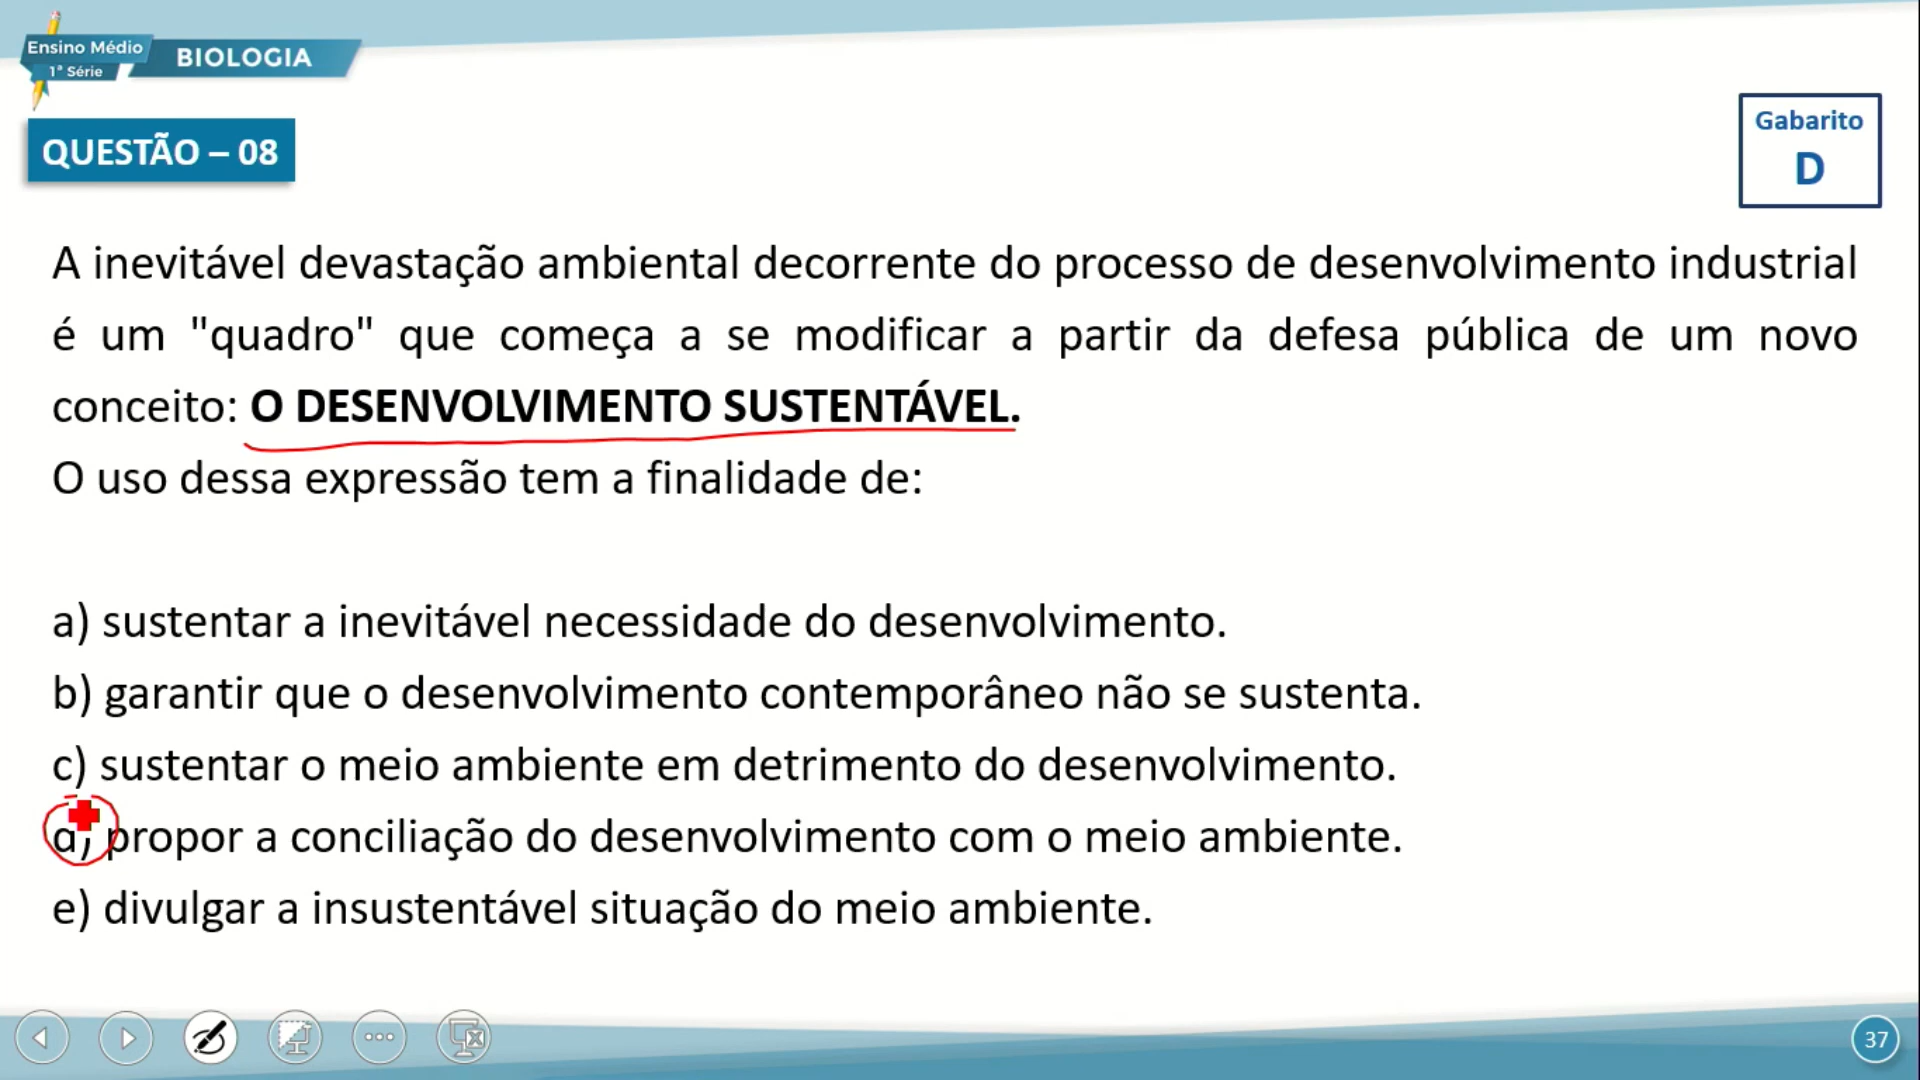 Ensino Médio
1ª Série
BIOLOGIA
QUESTÃO – 08
Gabarito
D
A inevitável devastação ambiental decorrente do processo de desenvolvimento industrial
é um "quadro" que começa a se modificar a partir da defesa pública de um novo
conceito: O DESENVOLVIMENTO SUSTENTÁVEL.
O uso dessa expressão tem a finalidade de:
a) sustentar a inevitável necessidade do desenvolvimento.
b) garantir que o desenvolvimento contemporâneo não se sustenta.
c) sustentar o meio ambiente em detrimento do desenvolvimento.
d) propor a conciliação do desenvolvimento com o meio ambiente.
e) divulgar a insustentável situação do meio ambiente.
37